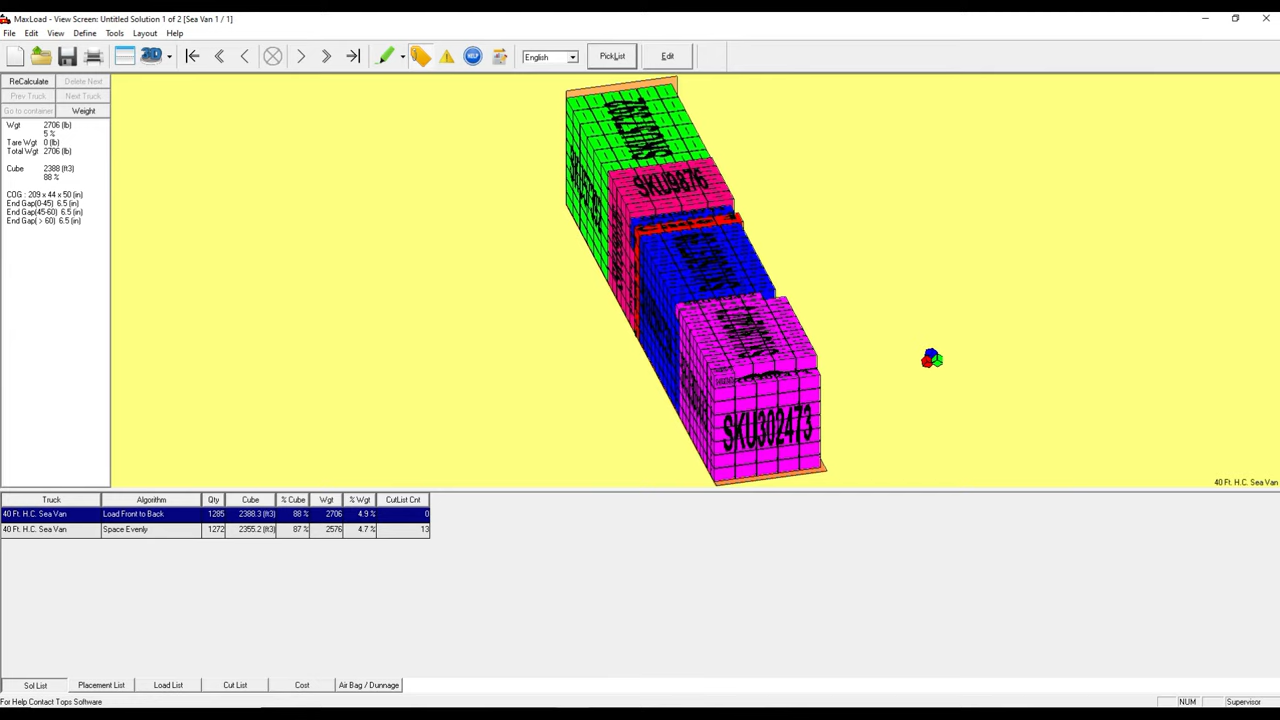 MaxLoad - View Screen: Untitled Solution 1 of 2 [Sea Van 1 / 1]
File Edit View Define Tools Layout Help
3D HELP English PickList Edit
ReCalculate Delete Next
Prev Truck Next Truck
Go to container Weight
Wgt 2706 (lb)
5 %
Tare Wgt 0 (lb)
Total Wgt 2706 (lb)
Cube 2388 (ft3)
88 %
COG : 209 x 44 x 50 (in)
End Gap(0-45) 6.5 (in)
End Gap(45-60) 6.5 (in)
End Gap( > 60) 6.5 (in)
SKU9876
SKU302473
40 Ft. H.C. Sea Van
Truck Algorithm Qty Cube % Cube Wgt % Wgt CutList Cnt
40 Ft. H.C. Sea Van Load Front to Back 1285 2388.3 (ft3) 88 % 2706 4.9 % 0
40 Ft. H.C. Sea Van Space Evenly 1272 2355.2 (ft3) 87 % 2576 4.7 % 13
Sol List Placement List Load List Cut List Cost Air Bag / Dunnage
For Help Contact Tops Software NUM Supervisor